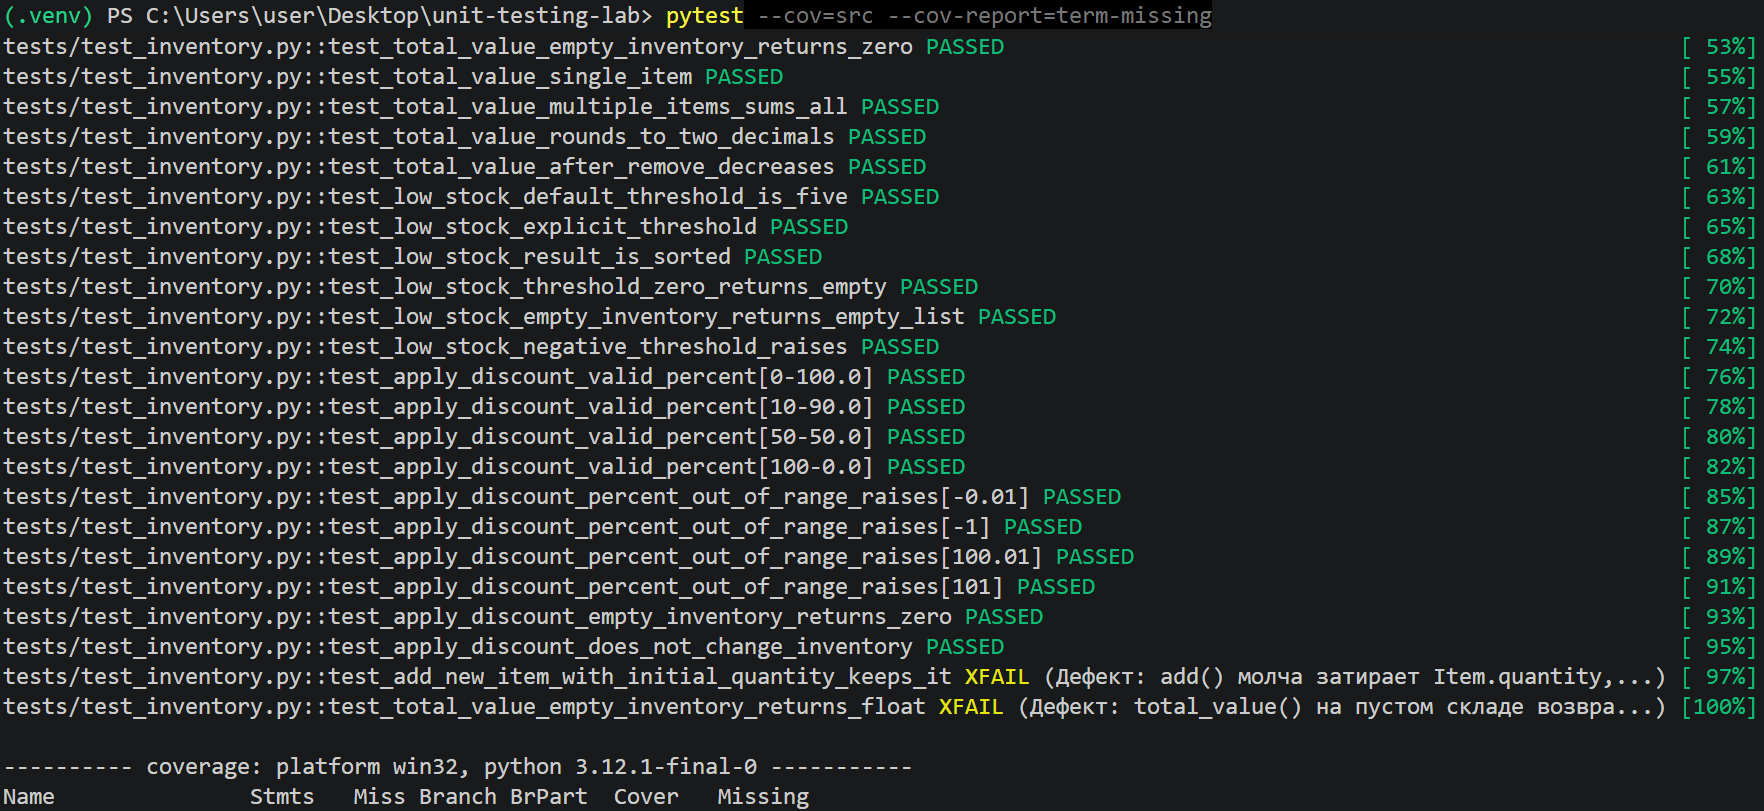 (.venv) PS C:\Users\user\Desktop\unit-testing-lab> pytest --cov=src --cov-report=term-missing
tests/test_inventory.py::test_total_value_empty_inventory_returns_zero PASSED [ 53%]
tests/test_inventory.py::test_total_value_single_item PASSED [ 55%]
tests/test_inventory.py::test_total_value_multiple_items_sums_all PASSED [ 57%]
tests/test_inventory.py::test_total_value_rounds_to_two_decimals PASSED [ 59%]
tests/test_inventory.py::test_total_value_after_remove_decreases PASSED [ 61%]
tests/test_inventory.py::test_low_stock_default_threshold_is_five PASSED [ 63%]
tests/test_inventory.py::test_low_stock_explicit_threshold PASSED [ 65%]
tests/test_inventory.py::test_low_stock_result_is_sorted PASSED [ 68%]
tests/test_inventory.py::test_low_stock_threshold_zero_returns_empty PASSED [ 70%]
tests/test_inventory.py::test_low_stock_empty_inventory_returns_empty_list PASSED [ 72%]
tests/test_inventory.py::test_low_stock_negative_threshold_raises PASSED [ 74%]
tests/test_inventory.py::test_apply_discount_valid_percent[0-100.0] PASSED [ 76%]
tests/test_inventory.py::test_apply_discount_valid_percent[10-90.0] PASSED [ 78%]
tests/test_inventory.py::test_apply_discount_valid_percent[50-50.0] PASSED [ 80%]
tests/test_inventory.py::test_apply_discount_valid_percent[100-0.0] PASSED [ 82%]
tests/test_inventory.py::test_apply_discount_percent_out_of_range_raises[-0.01] PASSED [ 85%]
tests/test_inventory.py::test_apply_discount_percent_out_of_range_raises[-1] PASSED [ 87%]
tests/test_inventory.py::test_apply_discount_percent_out_of_range_raises[100.01] PASSED [ 89%]
tests/test_inventory.py::test_apply_discount_percent_out_of_range_raises[101] PASSED [ 91%]
tests/test_inventory.py::test_apply_discount_empty_inventory_returns_zero PASSED [ 93%]
tests/test_inventory.py::test_apply_discount_does_not_change_inventory PASSED [ 95%]
tests/test_inventory.py::test_add_new_item_with_initial_quantity_keeps_it XFAIL (Дефект: add() молча затирает Item.quantity,...) [ 97%]
tests/test_inventory.py::test_total_value_empty_inventory_returns_float XFAIL (Дефект: total_value() на пустом складе возвра...) [100%]
---------- coverage: platform win32, python 3.12.1-final-0 -----------
Name Stmts Miss Branch BrPart Cover Missing